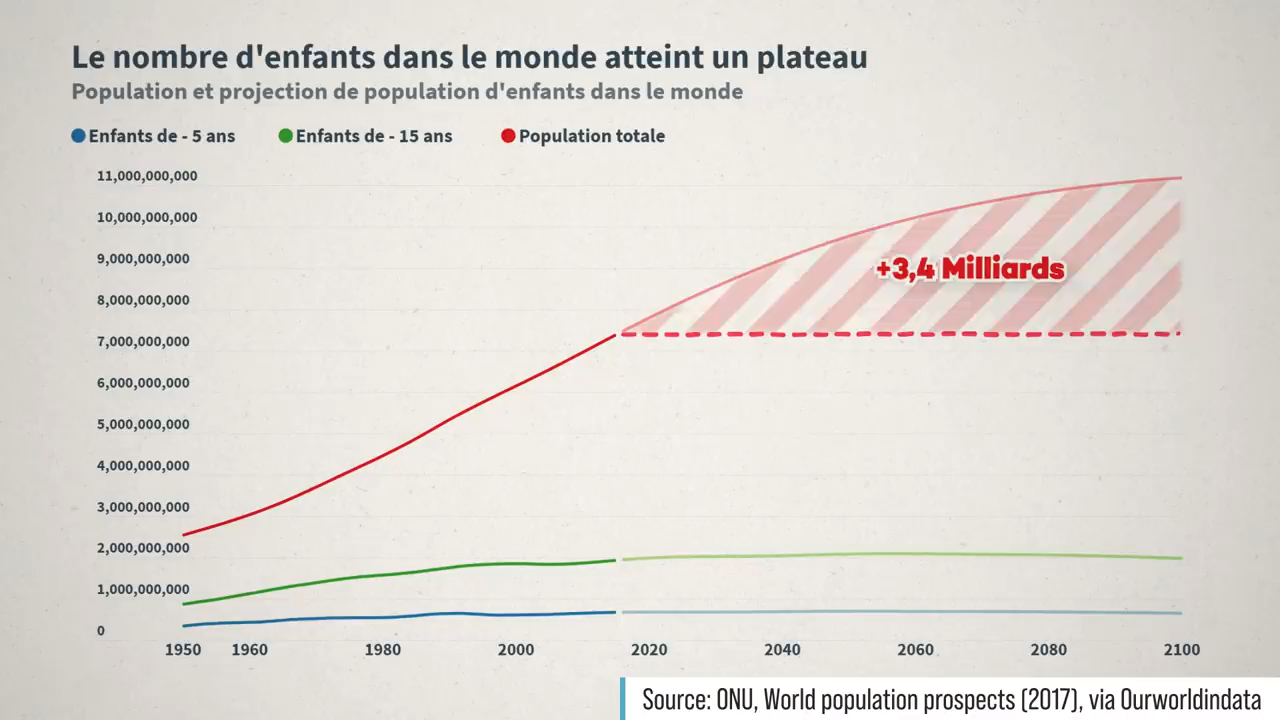 Le nombre d'enfants dans le monde atteint un plateau
Population et projection de population d'enfants dans le monde
Enfants de - 5 ans Enfants de - 15 ans Population totale
11,000,000,000
10,000,000,000
9,000,000,000
+3,4 Milliards
8,000,000,000
7,000,000,000
6,000,000,000
5,000,000,000
4,000,000,000
3,000,000,000
2,000,000,000
1,000,000,000
0
1950 1960 1980 2000 2020 2040 2060 2080 2100
Source: ONU, World population prospects (2017), via Ourworldindata